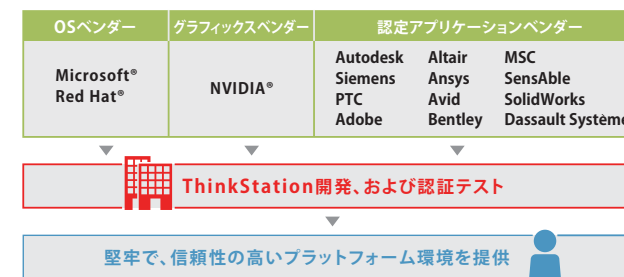 OSベンダー
グラフィックスベンダー
認定アプリケーションベンダー
Microsoft®
Red Hat®
NVIDIA®
Autodesk Altair MSC
Siemens Ansys SensAble
PTC Avid SolidWorks
Adobe Bentley Dassault Système
ThinkStation開発、および認証テスト
堅牢で、信頼性の高いプラットフォーム環境を提供